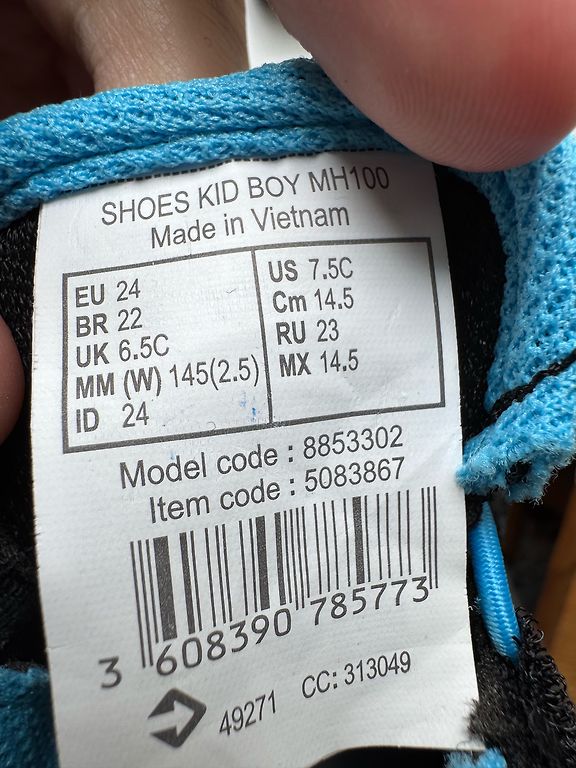 SHOES KID BOY MH100
Made in Vietnam
EU 24
BR 22
UK 6.5C
MM (W) 145(2.5)
ID 24
US 7.5C
Cm 14.5
RU 23
MX 14.5
Model code : 8853302
Item code : 5083867
3 608390 785773
49271 CC: 313049